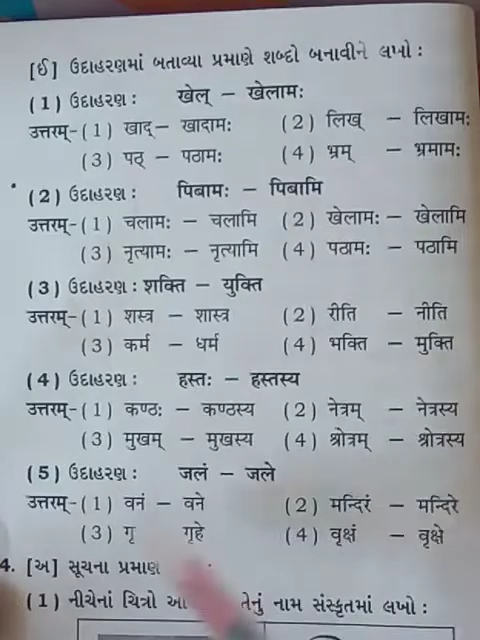 [ઈ] ઉદાહરણમાં બતાવ્યા પ્રમાણે શબ્દો બનાવીને લખો :
(1) ઉદાહરણ : खेल् – खेलामः
उत्तरम्- (1) खाद् – खादामः (2) लिख् – लिखामः
(3) पठ् – पठामः (4) भ्रम् – भ्रमामः
(2) ઉદાહરણ : पिबामः – पिबामि
उत्तरम्- (1) चलामः – चलामि (2) खेलामः – खेलामि
(3) नृत्यामः – नृत्यामि (4) पठामः – पठामि
(3) ઉદાહરણ : शक्ति – युक्ति
उत्तरम्- (1) शस्त्र – शास्त्र (2) रीति – नीति
(3) कर्म – धर्म (4) भक्ति – मुक्ति
(4) ઉદાહરણ : हस्तः – हस्तस्य
उत्तरम्- (1) कण्ठः – कण्ठस्य (2) नेत्रम् – नेत्रस्य
(3) मुखम् – मुखस्य (4) श्रोत्रम् – श्रोत्रस्य
(5) ઉદાહરણ : जलं – जले
उत्तरम्- (1) वनं – वने (2) मन्दिरं – मन्दिरे
(3) गृ गृहे (4) वृक्षं – वृक्षे
4. [અ] સૂચના પ્રમાણ
(1) નીચેનાં ચિત્રો આ તેનું નામ સંસ્કૃતમાં લખો :